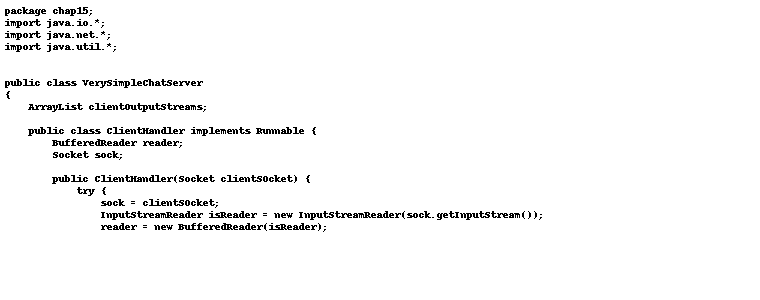 package chap15;
import java.io.*;
import java.net.*;
import java.util.*;
public class VerySimpleChatServer
{
ArrayList clientOutputStreams;
public class ClientHandler implements Runnable {
BufferedReader reader;
Socket sock;
public ClientHandler(Socket clientSOcket) {
try {
sock = clientSOcket;
InputStreamReader isReader = new InputStreamReader(sock.getInputStream());
reader = new BufferedReader(isReader);